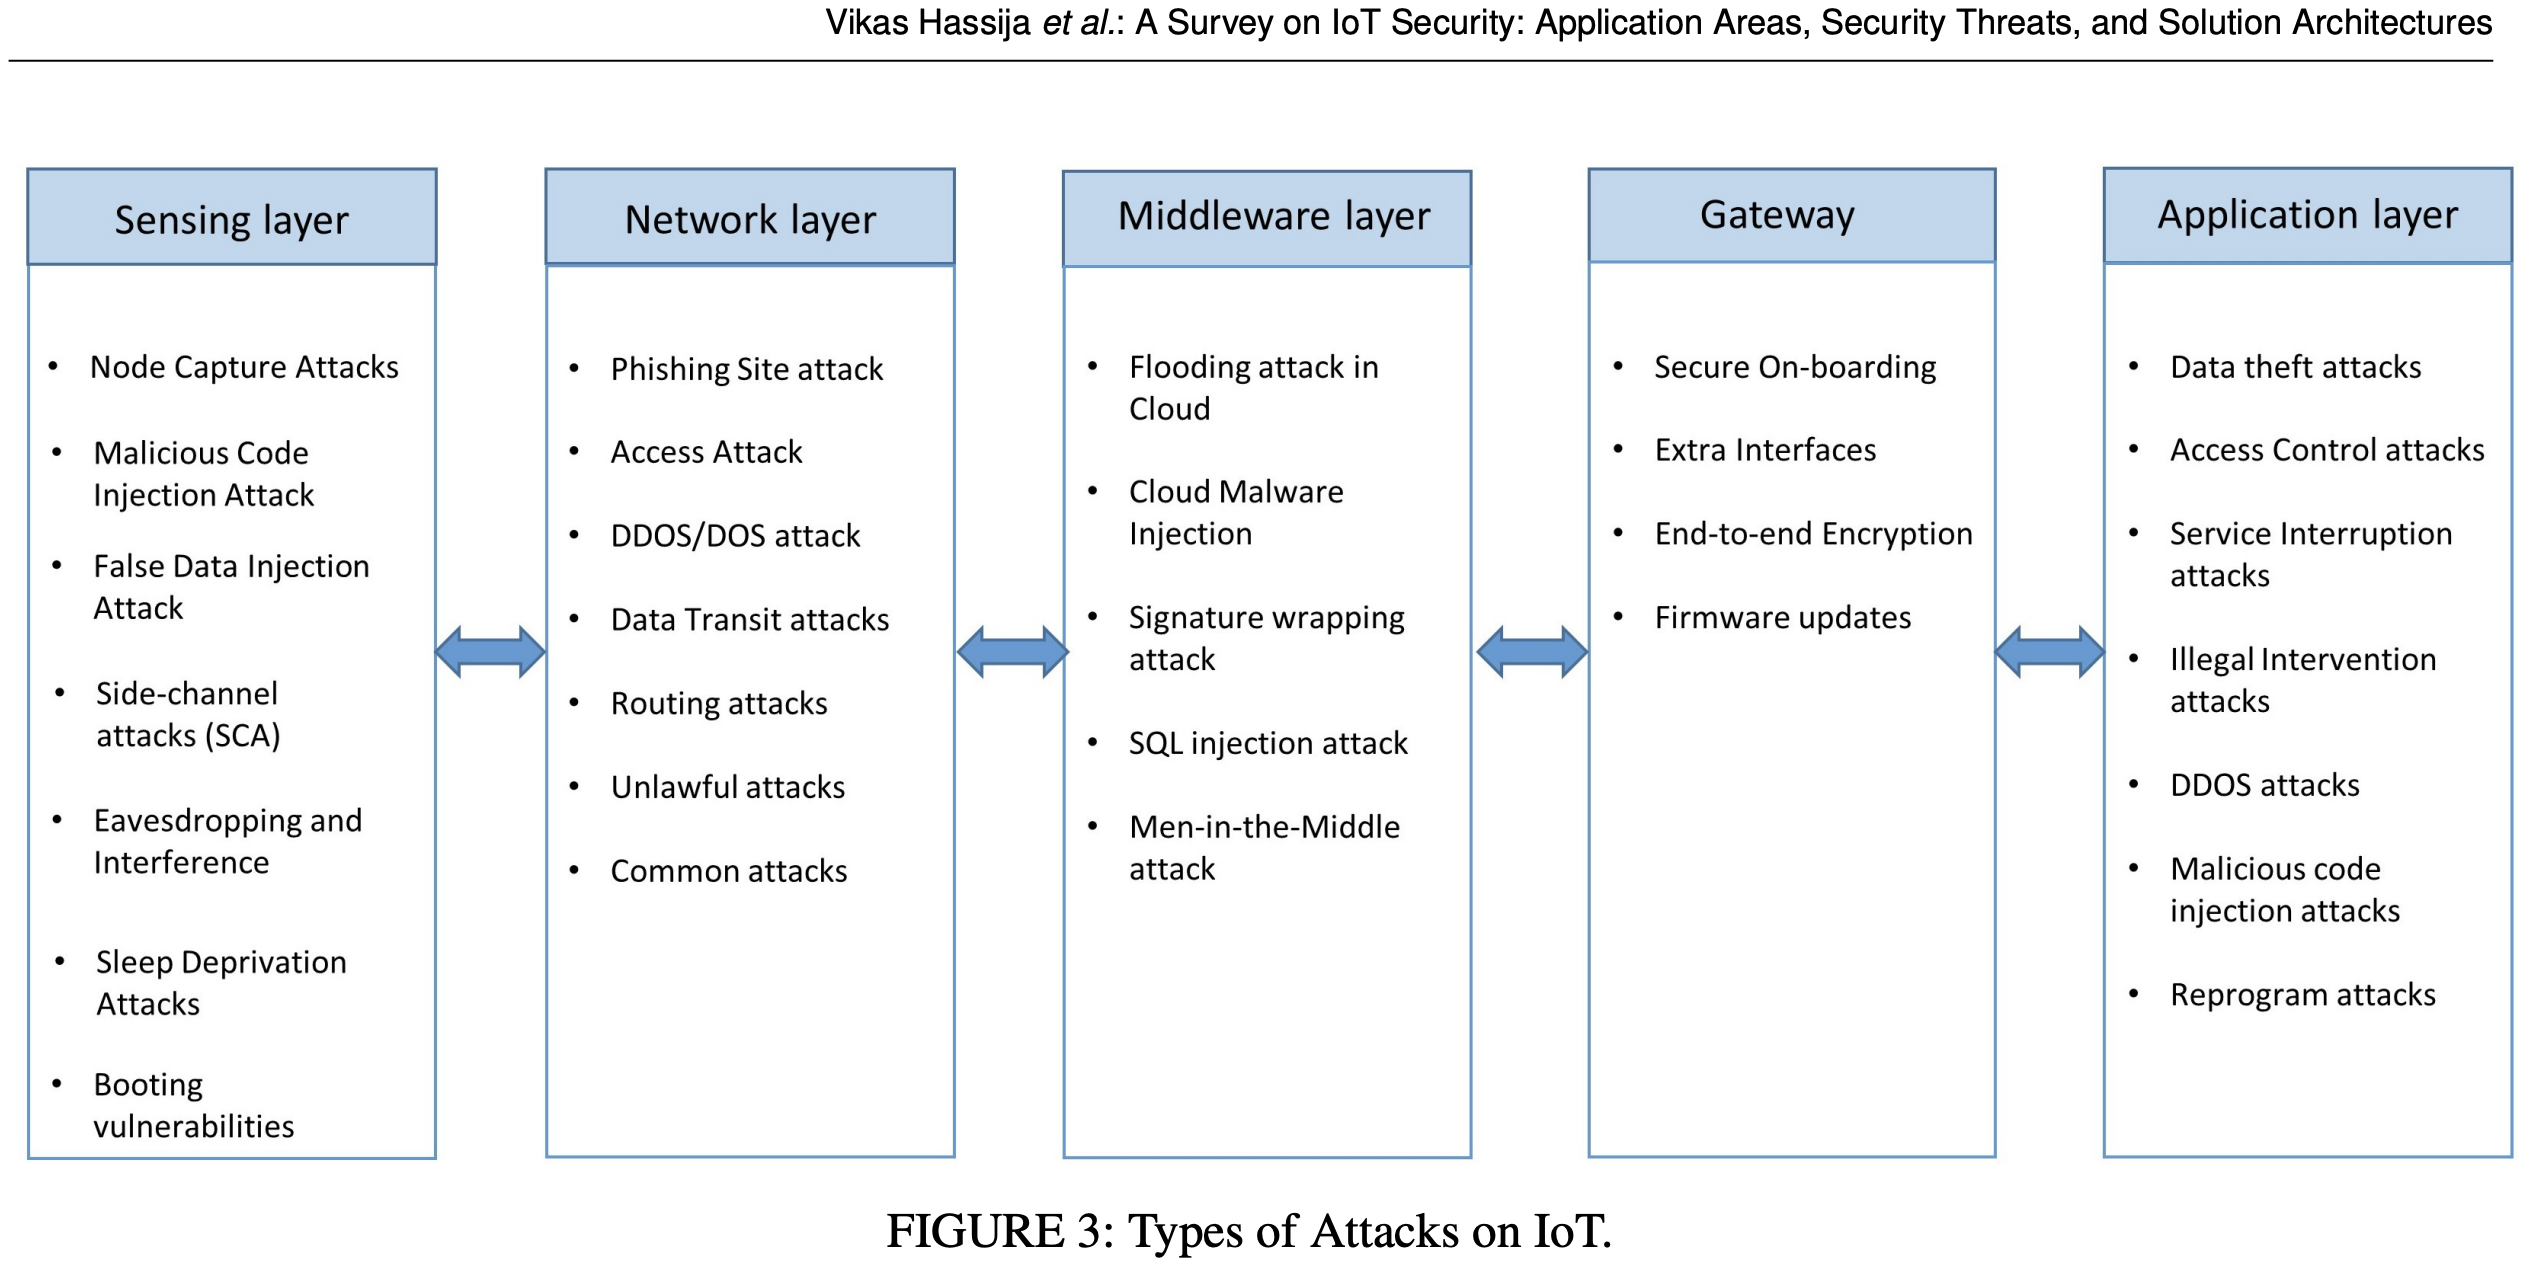 Vikas Hassija et al.: A Survey on IoT Security: Application Areas, Security Threats, and Solution Architectures
Sensing layer
• Node Capture Attacks
• Malicious Code
Injection Attack
• False Data Injection
Attack
• Side-channel
attacks (SCA)
• Eavesdropping and
Interference
• Sleep Deprivation
Attacks
• Booting
vulnerabilities
Network layer
• Phishing Site attack
• Access Attack
• DDOS/DOS attack
• Data Transit attacks
• Routing attacks
• Unlawful attacks
• Common attacks
Middleware layer
• Flooding attack in
Cloud
• Cloud Malware
Injection
• Signature wrapping
attack
• SQL injection attack
• Men-in-the-Middle
attack
Gateway
• Secure On-boarding
• Extra Interfaces
• End-to-end Encryption
• Firmware updates
Application layer
• Data theft attacks
• Access Control attacks
• Service Interruption
attacks
• Illegal Intervention
attacks
• DDOS attacks
• Malicious code
injection attacks
• Reprogram attacks
FIGURE 3: Types of Attacks on IoT.